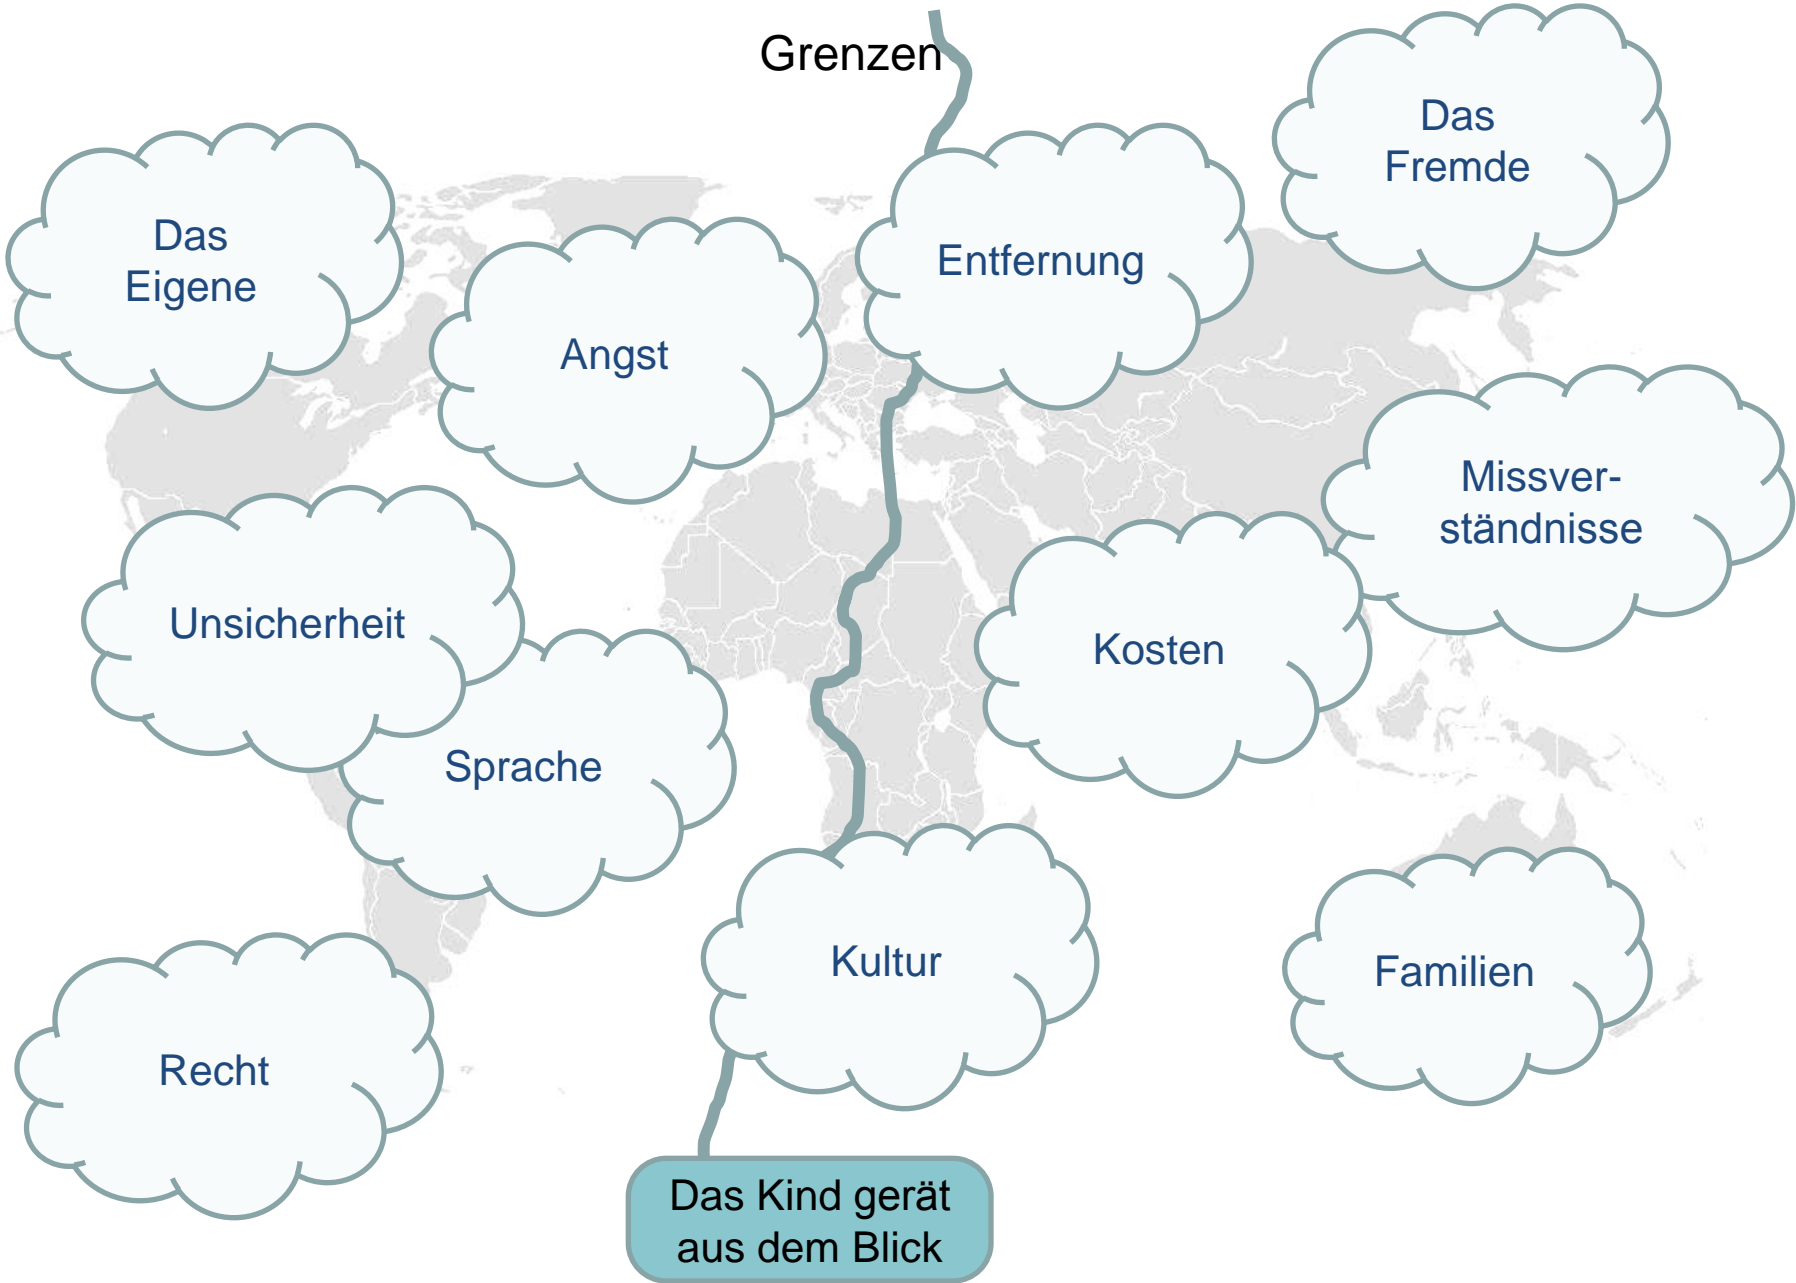 Grenzen
Das
Fremde
Das
Eigene
Entfernung
Angst
Missver-
ständnisse
Unsicherheit
Kosten
Sprache
Kultur
Familien
Recht
Das Kind gerät
aus dem Blick